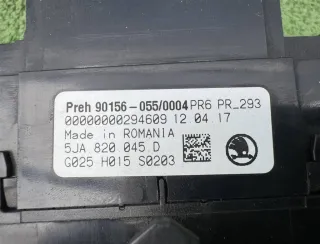 Preh 90156-055/0004 PR6 PR_293
00000000294609 12 04 17
Made in ROMANIA
5JA 820 045 D
G025 H015 S0203